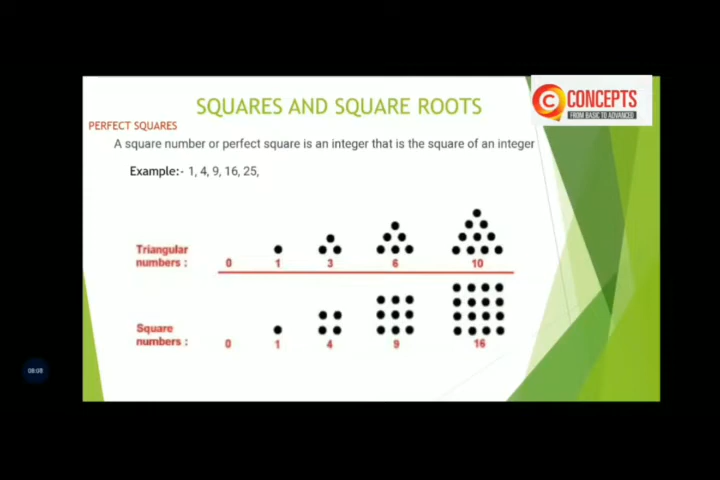 SQUARES AND SQUARE ROOTS
C CONCEPTS
FROM BASIC TO ADVANCED
PERFECT SQUARES
A square number or perfect square is an integer that is the square of an integer
Example:- 1, 4, 9, 16, 25,
Triangular
numbers : 0 1 3 6 10
Square
numbers : 0 1 4 9 16
08:08